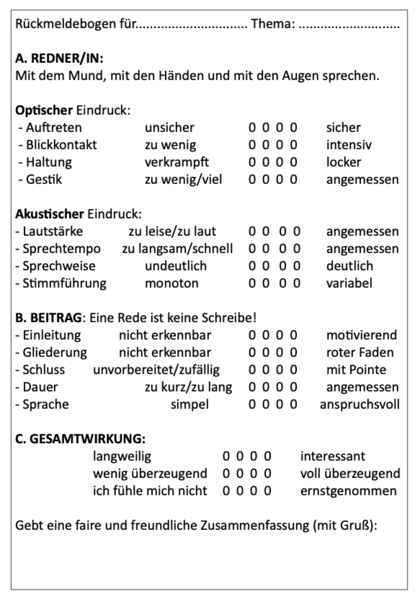 Rückmeldebogen für.............................. Thema: ...........................
A. REDNER/IN:
Mit dem Mund, mit den Händen und mit den Augen sprechen.
Optischer Eindruck:
- Auftreten unsicher 0 0 0 0 sicher
- Blickkontakt zu wenig 0 0 0 0 intensiv
- Haltung verkrampft 0 0 0 0 locker
- Gestik zu wenig/viel 0 0 0 0 angemessen
Akustischer Eindruck:
- Lautstärke zu leise/zu laut 0 0 0 0 angemessen
- Sprechtempo zu langsam/schnell 0 0 0 0 angemessen
- Sprechweise undeutlich 0 0 0 0 deutlich
- Stimmführung monoton 0 0 0 0 variabel
B. BEITRAG: Eine Rede ist keine Schreibe!
- Einleitung nicht erkennbar 0 0 0 0 motivierend
- Gliederung nicht erkennbar 0 0 0 0 roter Faden
- Schluss unvorbereitet/zufällig 0 0 0 0 mit Pointe
- Dauer zu kurz/zu lang 0 0 0 0 angemessen
- Sprache simpel 0 0 0 0 anspruchsvoll
C. GESAMTWIRKUNG:
langweilig 0 0 0 0 interessant
wenig überzeugend 0 0 0 0 voll überzeugend
ich fühle mich nicht 0 0 0 0 ernstgenommen
Gebt eine faire und freundliche Zusammenfassung (mit Gruß):